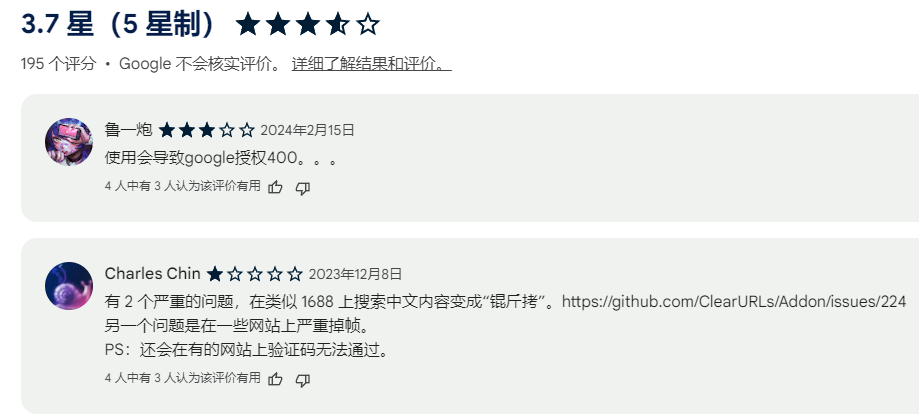 3.7 星（5 星制）
195 个评分 • Google 不会核实评价。 详细了解结果和评价。
鲁一炮 2024年2月15日
使用会导致google授权400。。。
4 人中有 3 人认为该评价有用
Charles Chin 2023年12月8日
有 2 个严重的问题，在类似 1688 上搜索中文内容变成“锟斤拷”。https://github.com/ClearURLs/Addon/issues/224
另一个问题是在一些网站上严重掉帧。
PS：还会在有的网站上验证码无法通过。
4 人中有 3 人认为该评价有用